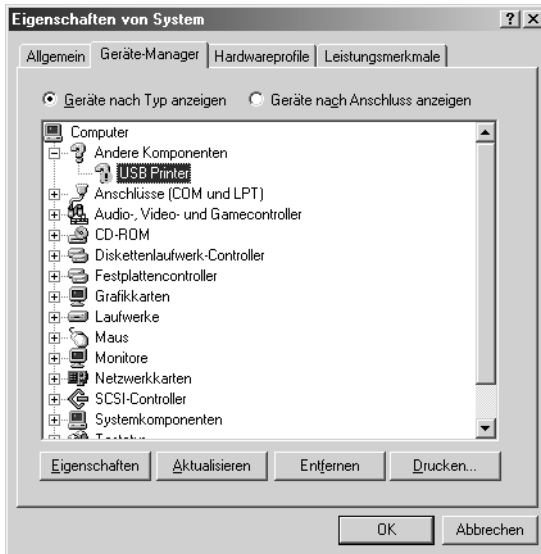 Eigenschaften von System
Allgemein Geräte-Manager Hardwareprofile Leistungsmerkmale
Geräte nach Typ anzeigen Geräte nach Anschluss anzeigen
Computer
Andere Komponenten
USB Printer
Anschlüsse (COM und LPT)
Audio-, Video- und Gamecontroller
CD-ROM
Diskettenlaufwerk-Controller
Festplattencontroller
Grafikkarten
Laufwerke
Maus
Monitore
Netzwerkkarten
SCSI-Controller
Systemkomponenten
Eigenschaften Aktualisieren Entfernen Drucken...
OK Abbrechen